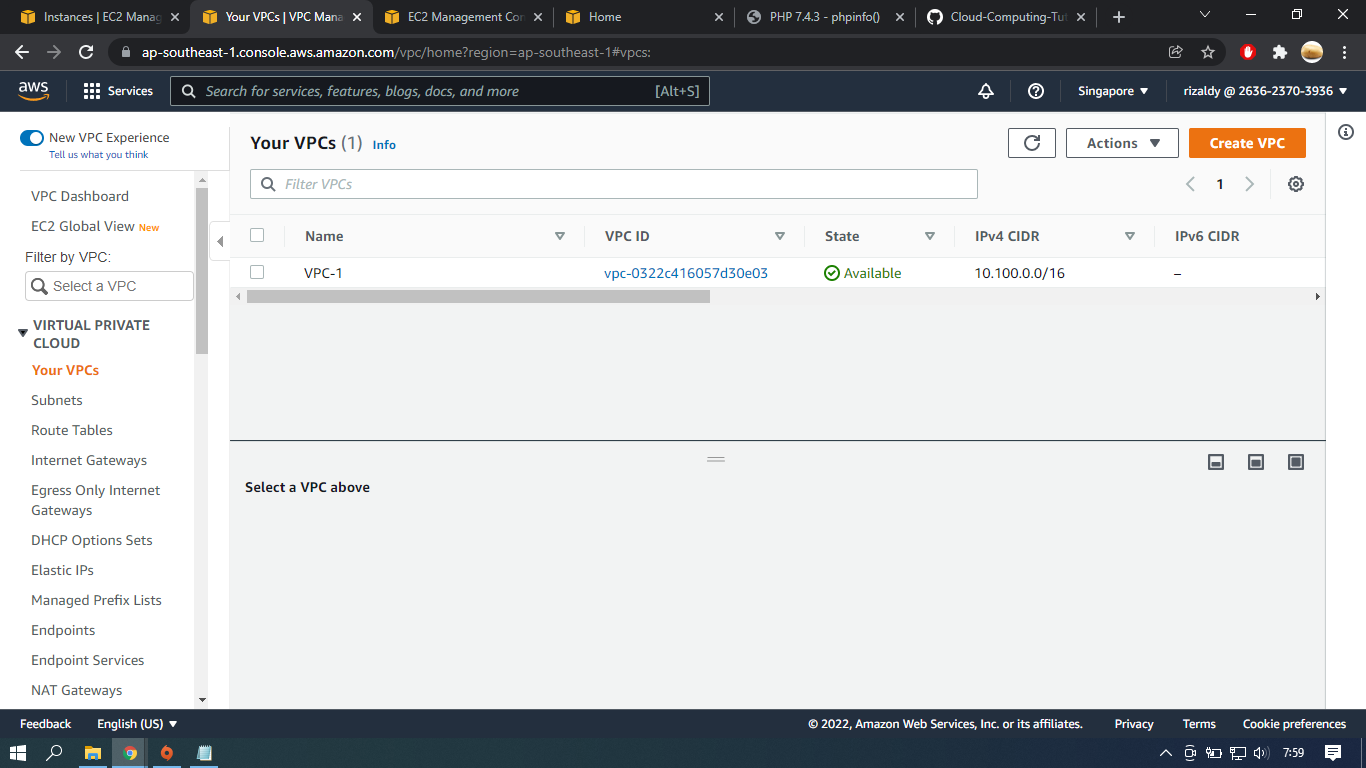 Instances | EC2 Manag
Your VPCs | VPC Mana
EC2 Management Con
Home
PHP 7.4.3 - phpinfo()
Cloud-Computing-Tut
ap-southeast-1.console.aws.amazon.com/vpc/home?region=ap-southeast-1#vpcs:
aws
Services
Search for services, features, blogs, docs, and more
[Alt+S]
Singapore
rizaldy @ 2636-2370-3936
New VPC Experience
Tell us what you think
VPC Dashboard
EC2 Global View New
Filter by VPC:
Select a VPC
VIRTUAL PRIVATE
CLOUD
Your VPCs
Subnets
Route Tables
Internet Gateways
Egress Only Internet
Gateways
DHCP Options Sets
Elastic IPs
Managed Prefix Lists
Endpoints
Endpoint Services
NAT Gateways
Your VPCs (1) Info
Actions
Create VPC
Filter VPCs
1
Name VPC ID State IPv4 CIDR IPv6 CIDR
VPC-1 vpc-0322c416057d30e03 Available 10.100.0.0/16 –
Select a VPC above
Feedback English (US)
© 2022, Amazon Web Services, Inc. or its affiliates. Privacy Terms Cookie preferences
7:59